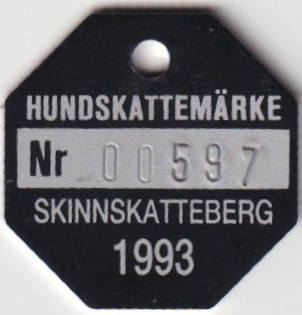 HUNDSKATTEMÄRKE
Nr 00597
SKINNSKATTEBERG
1993